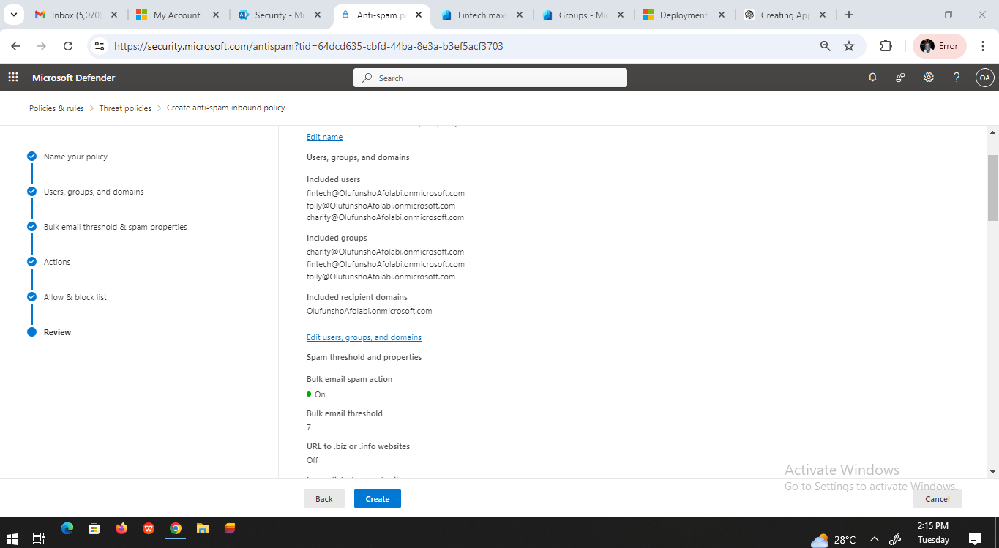 Inbox (5,070
My Account
Security - Mi
Anti-spam p
Fintech max
Groups - Mic
Deployment
Creating App
https://security.microsoft.com/antispam?tid=64dcd635-cbfd-44ba-8e3a-b3ef5acf3703
Error
Microsoft Defender
Search
OA
Policies & rules > Threat policies > Create anti-spam inbound policy
Name your policy
Users, groups, and domains
Bulk email threshold & spam properties
Actions
Allow & block list
Review
Edit name
Users, groups, and domains
Included users
fintech@OlufunshoAfolabi.onmicrosoft.com
folly@OlufunshoAfolabi.onmicrosoft.com
charity@OlufunshoAfolabi.onmicrosoft.com
Included groups
charity@OlufunshoAfolabi.onmicrosoft.com
fintech@OlufunshoAfolabi.onmicrosoft.com
folly@OlufunshoAfolabi.onmicrosoft.com
Included recipient domains
OlufunshoAfolabi.onmicrosoft.com
Edit users, groups, and domains
Spam threshold and properties
Bulk email spam action
On
Bulk email threshold
7
URL to .biz or .info websites
Off
Activate Windows
Go to Settings to activate Windows.
Back
Create
Cancel
28°C
2:15 PM
Tuesday